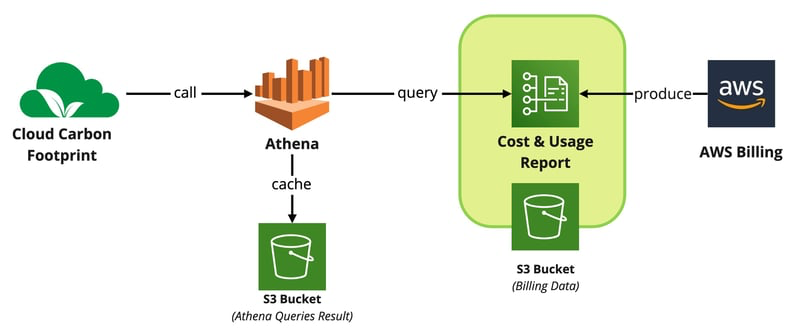 call
query
produce
aws
Cloud Carbon
Footprint
Athena
Cost & Usage
Report
AWS Billing
cache
S3 Bucket
(Billing Data)
S3 Bucket
(Athena Queries Result)